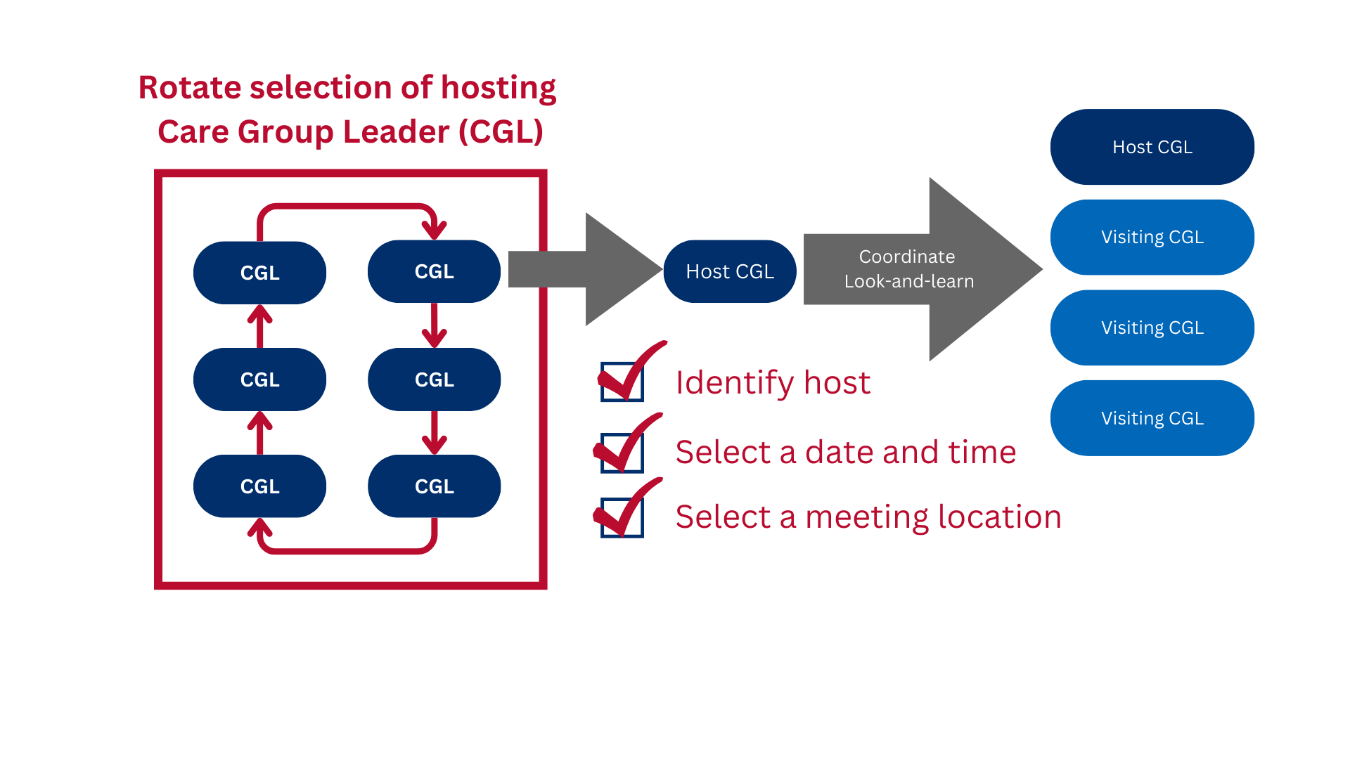 Rotate selection of hosting
Care Group Leader (CGL)
CGL
CGL
CGL
CGL
CGL
CGL
Host CGL
Coordinate
Look-and-learn
Identify host
Select a date and time
Select a meeting location
Host CGL
Visiting CGL
Visiting CGL
Visiting CGL